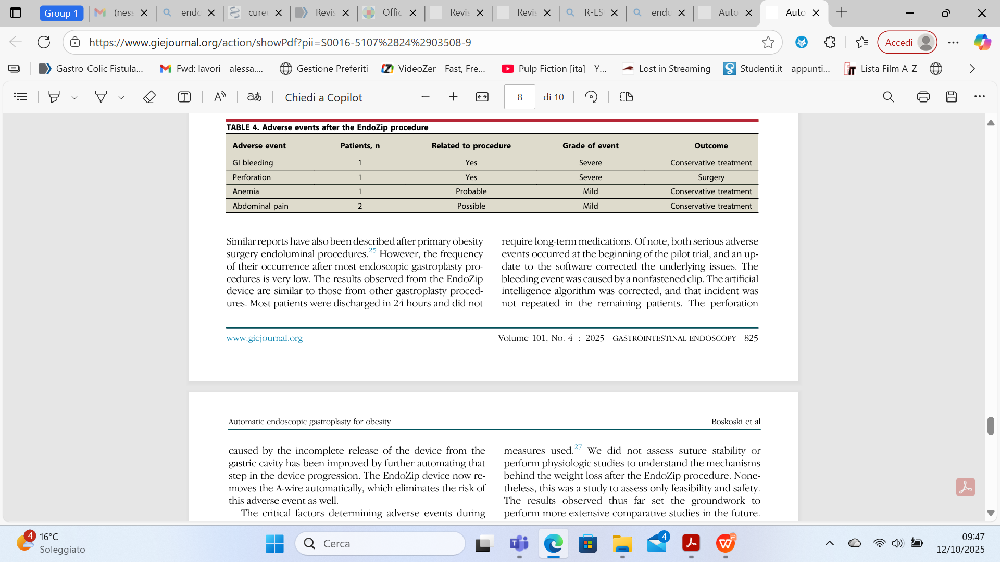 Group 1
(ness
endo
cure
Revis
Offic
Revis
Revis
R-ES
endo
Auto
Auto
https://www.giejournal.org/action/showPdf?pii=S0016-5107%2824%2903508-9
Accedi
Gastro-Colic Fistula...
Fwd: lavori - alessa....
Gestione Preferiti
VideoZer - Fast, Fre...
Pulp Fiction [ita] - Y...
Lost in Streaming
Studenti.it - appunti...
Lista Film A-Z
Chiedi a Copilot
8
di 10
TABLE 4. Adverse events after the EndoZip procedure
Adverse event Patients, n Related to procedure Grade of event Outcome
GI bleeding 1 Yes Severe Conservative treatment
Perforation 1 Yes Severe Surgery
Anemia 1 Probable Mild Conservative treatment
Abdominal pain 2 Possible Mild Conservative treatment
Similar reports have also been described after primary obesity
surgery endoluminal procedures.25 However, the frequency
of their occurrence after most endoscopic gastroplasty pro-
cedures is very low. The results observed from the EndoZip
device are similar to those from other gastroplasty proced-
ures. Most patients were discharged in 24 hours and did not
require long-term medications. Of note, both serious adverse
events occurred at the beginning of the pilot trial, and an up-
date to the software corrected the underlying issues. The
bleeding event was caused by a nonfastened clip. The artificial
intelligence algorithm was corrected, and that incident was
not repeated in the remaining patients. The perforation
www.giejournal.org
Volume 101, No. 4 : 2025 GASTROINTESTINAL ENDOSCOPY 825
Automatic endoscopic gastroplasty for obesity
Boskoski et al
caused by the incomplete release of the device from the
gastric cavity has been improved by further automating that
step in the device progression. The EndoZip device now re-
moves the A-wire automatically, which eliminates the risk of
this adverse event as well.
The critical factors determining adverse events during
measures used.27 We did not assess suture stability or
perform physiologic studies to understand the mechanisms
behind the weight loss after the EndoZip procedure. None-
theless, this was a study to assess only feasibility and safety.
The results observed thus far set the groundwork to
perform more extensive comparative studies in the future.
4
16°C
Soleggiato
Cerca
4
09:47
12/10/2025